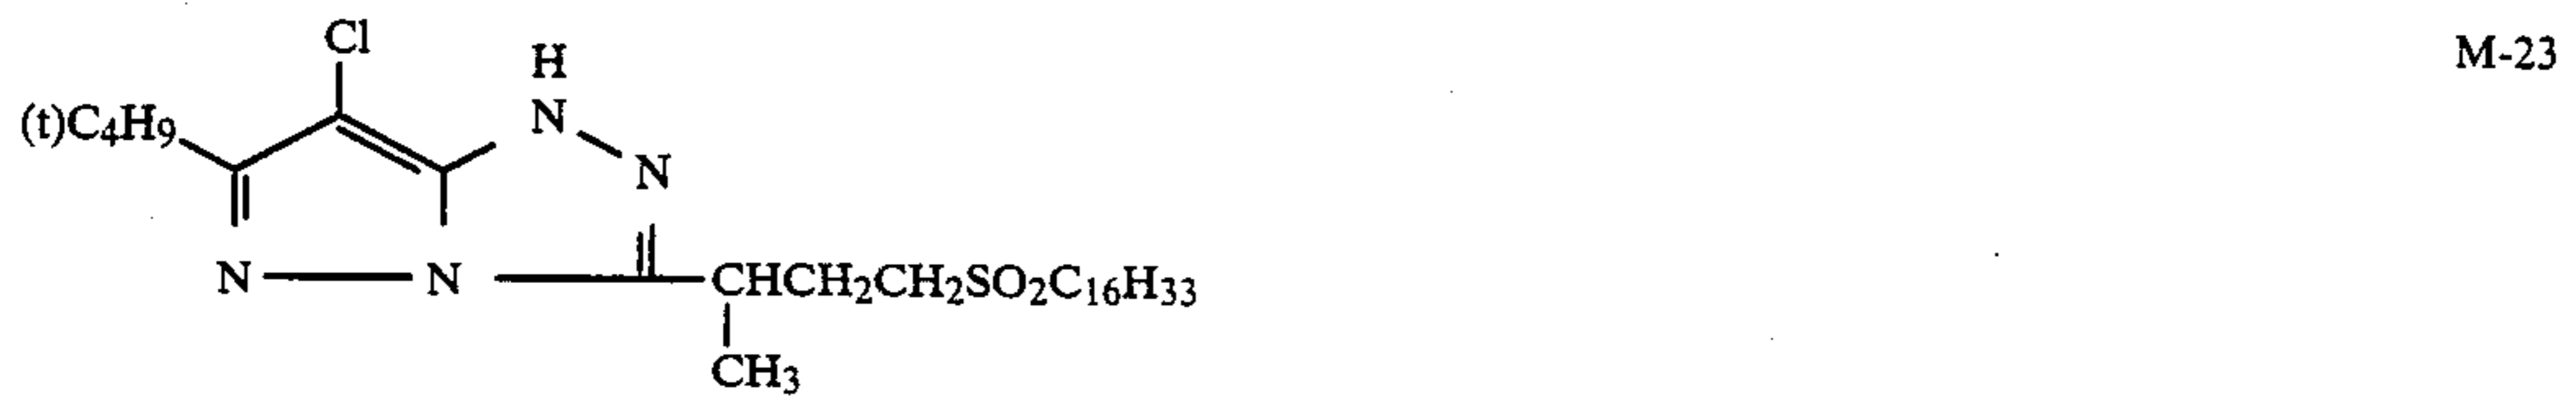 Cl
H
M-23
(t)C₄H₉
N
N
N
N
CHCH₂CH₂SO₂C₁₆H₃₃
CH₃